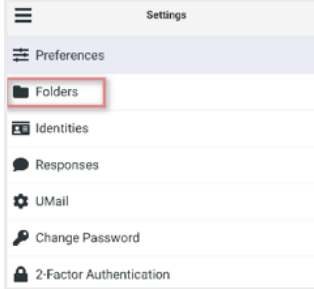 Settings
Preferences
Folders
Identities
Responses
UMail
Change Password
2-Factor Authentication